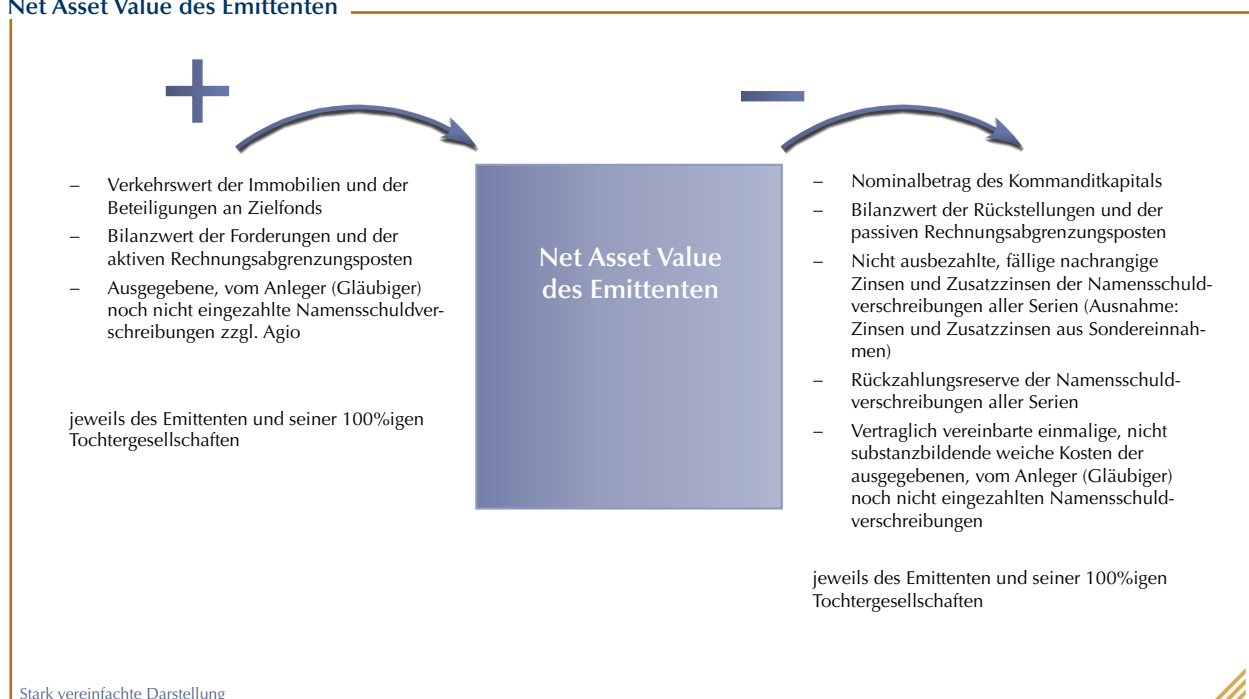 Net Asset Value des Emittenten
+
–
– Verkehrswert der Immobilien und der
Beteiligungen an Zielfonds
– Bilanzwert der Forderungen und der
aktiven Rechnungsabgrenzungsposten
– Ausgegebene, vom Anleger (Gläubiger)
noch nicht eingezahlte Namensschuldver-
schreibungen zzgl. Agio
jeweils des Emittenten und seiner 100%igen
Tochtergesellschaften
Net Asset Value
des Emittenten
– Nominalbetrag des Kommanditkapitals
– Bilanzwert der Rückstellungen und der
passiven Rechnungsabgrenzungsposten
– Nicht ausbezahlte, fällige nachrangige
Zinsen und Zusatzzinsen der Namensschuld-
verschreibungen aller Serien (Ausnahme:
Zinsen und Zusatzzinsen aus Sondereinnah-
men)
– Rückzahlungsreserve der Namensschuld-
verschreibungen aller Serien
– Vertraglich vereinbarte einmalige, nicht
substanzbildende weiche Kosten der
ausgegebenen, vom Anleger (Gläubiger)
noch nicht eingezahlten Namensschuld-
verschreibungen
jeweils des Emittenten und seiner 100%igen
Tochtergesellschaften
Stark vereinfachte Darstellung